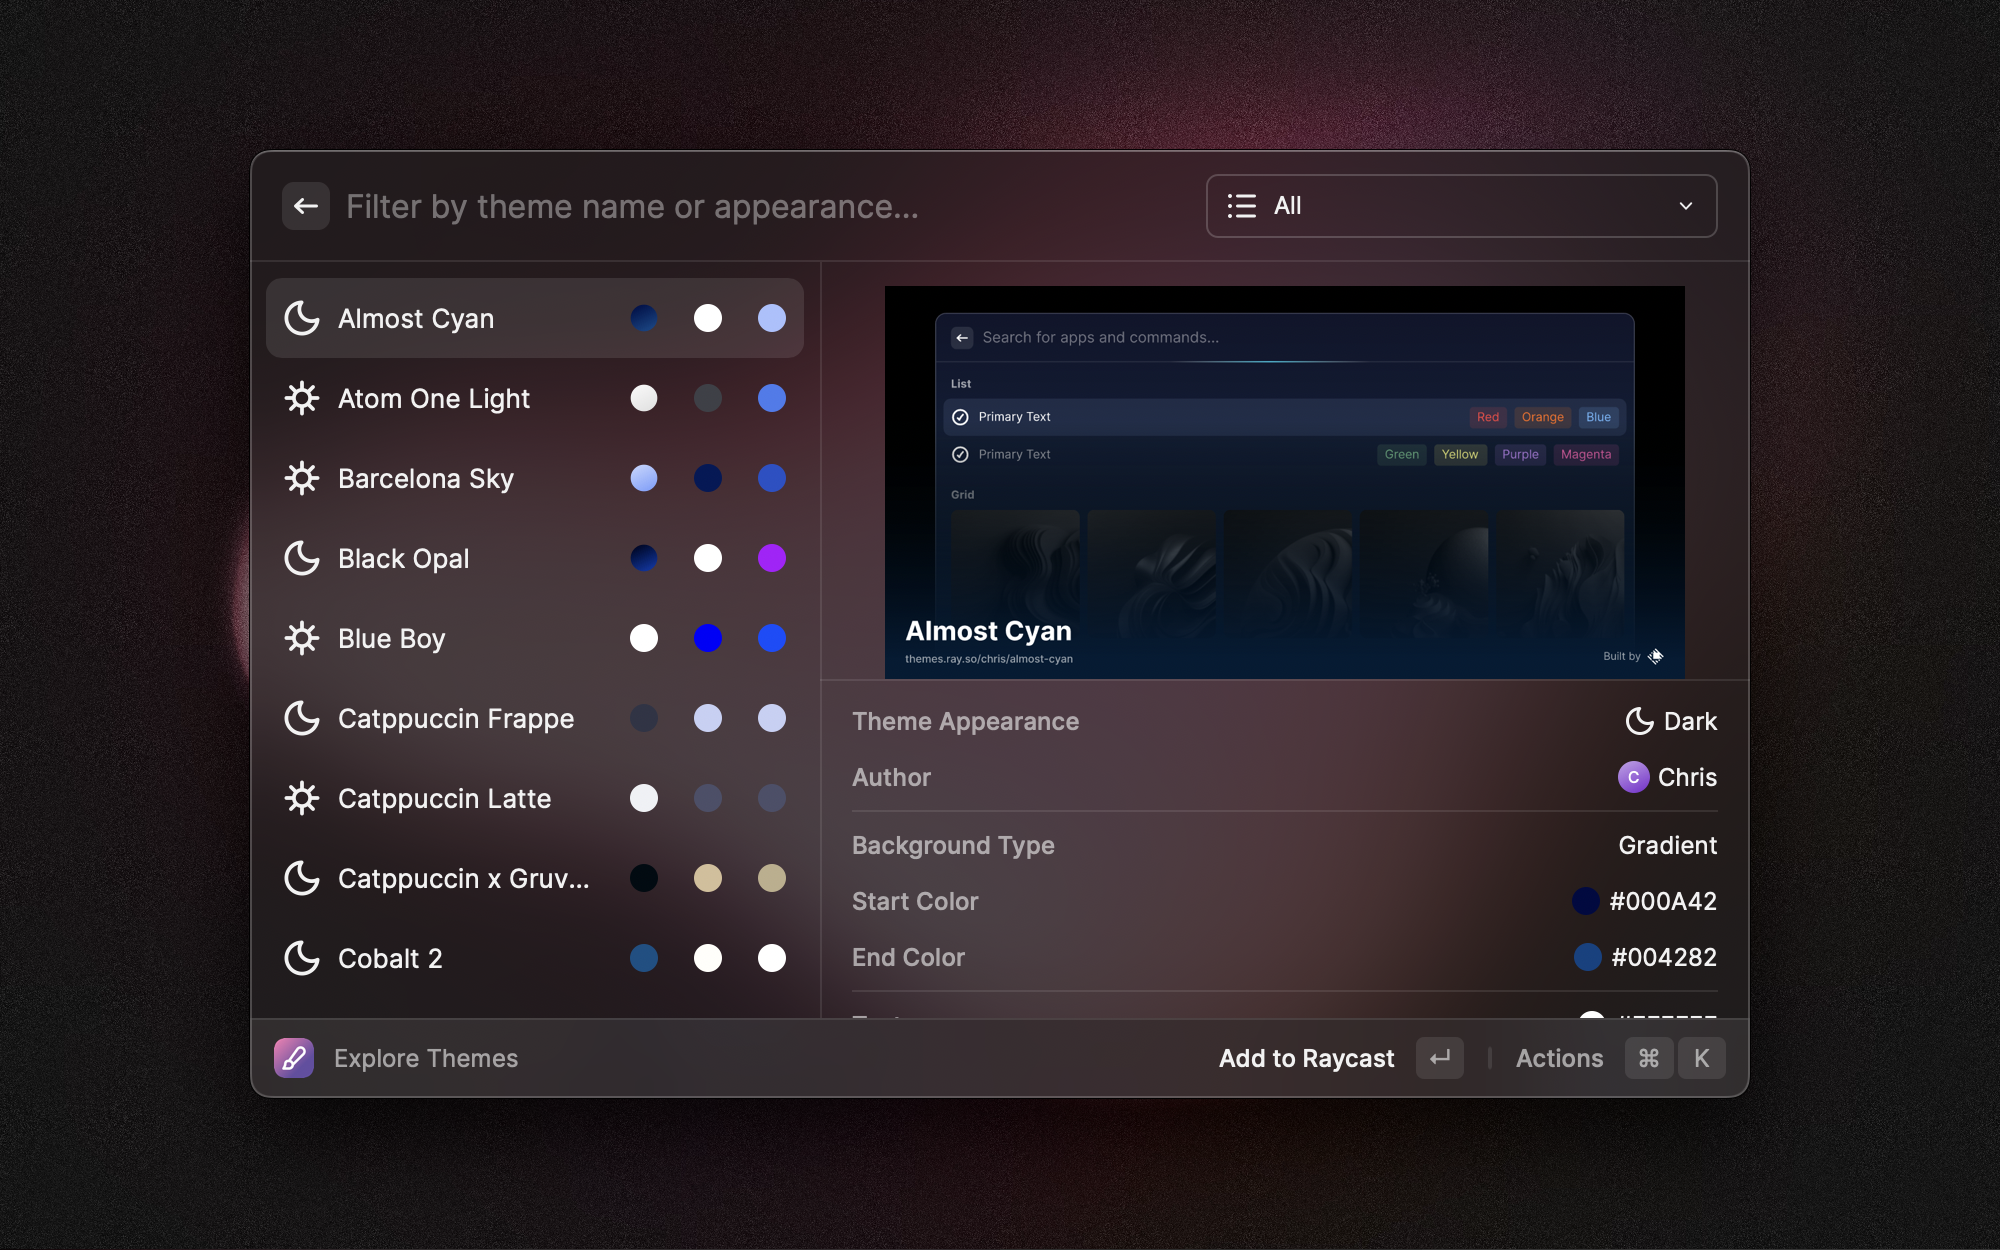 Filter by theme name or appearance...
All
Almost Cyan
Atom One Light
Barcelona Sky
Black Opal
Blue Boy
Catppuccin Frappe
Catppuccin Latte
Catppuccin x Gruv...
Cobalt 2
Search for apps and commands...
List
Primary Text
Red
Orange
Blue
Primary Text
Green
Yellow
Purple
Magenta
Grid
Almost Cyan
themes.ray.so/chris/almost-cyan
Built by
Theme Appearance
Dark
Author
C
Chris
Background Type
Gradient
Start Color
#000A42
End Color
#004282
Explore Themes
Add to Raycast
Actions
⌘
K